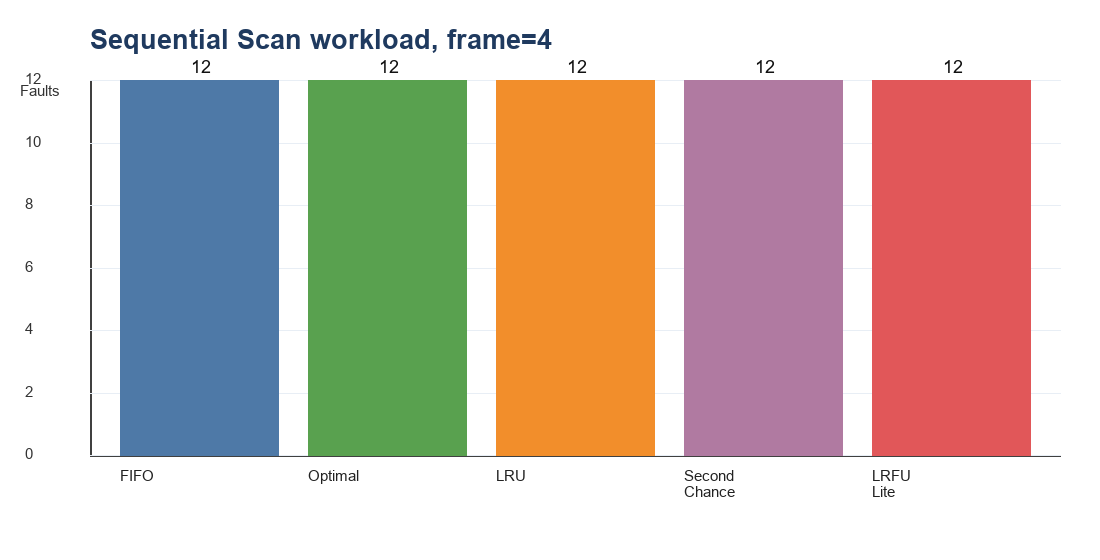 Sequential Scan workload, frame=4
12 12 12 12 12
12
Faults
10
8
6
4
2
0
FIFO Optimal LRU Second LRFU
Chance Lite